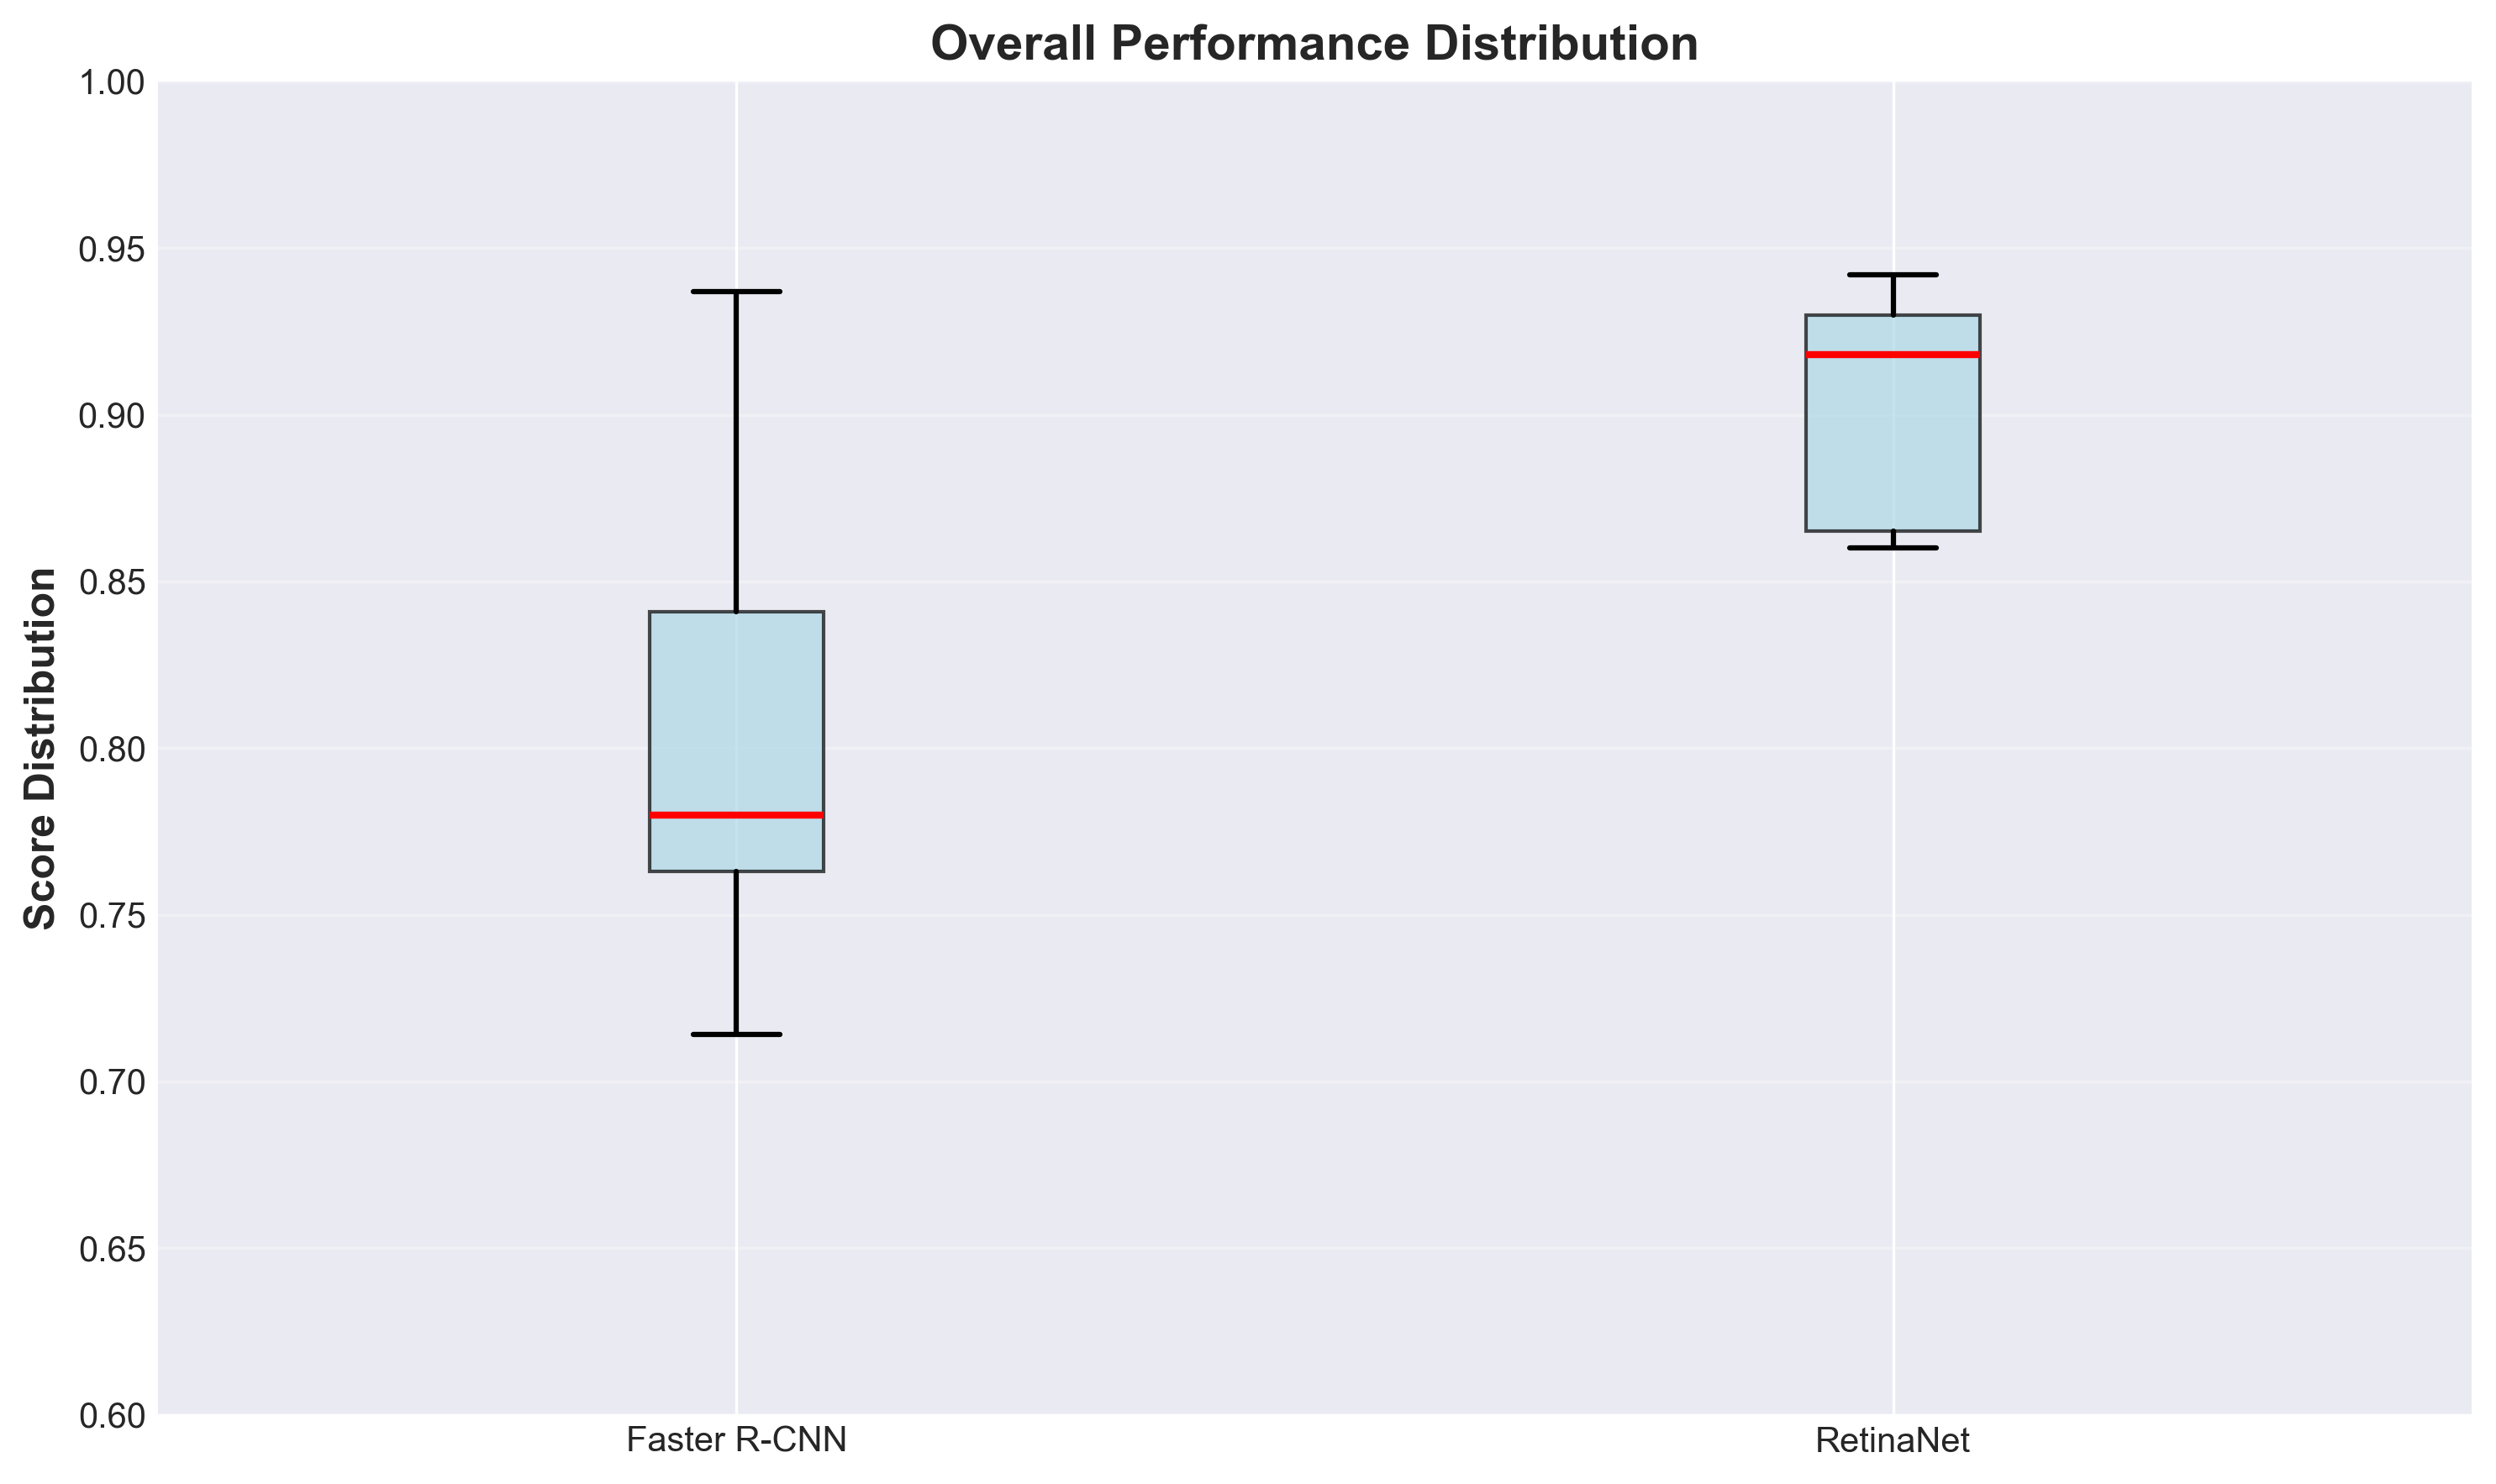 Overall Performance Distribution
Score Distribution
1.00
0.95
0.90
0.85
0.80
0.75
0.70
0.65
0.60
Faster R-CNN
RetinaNet